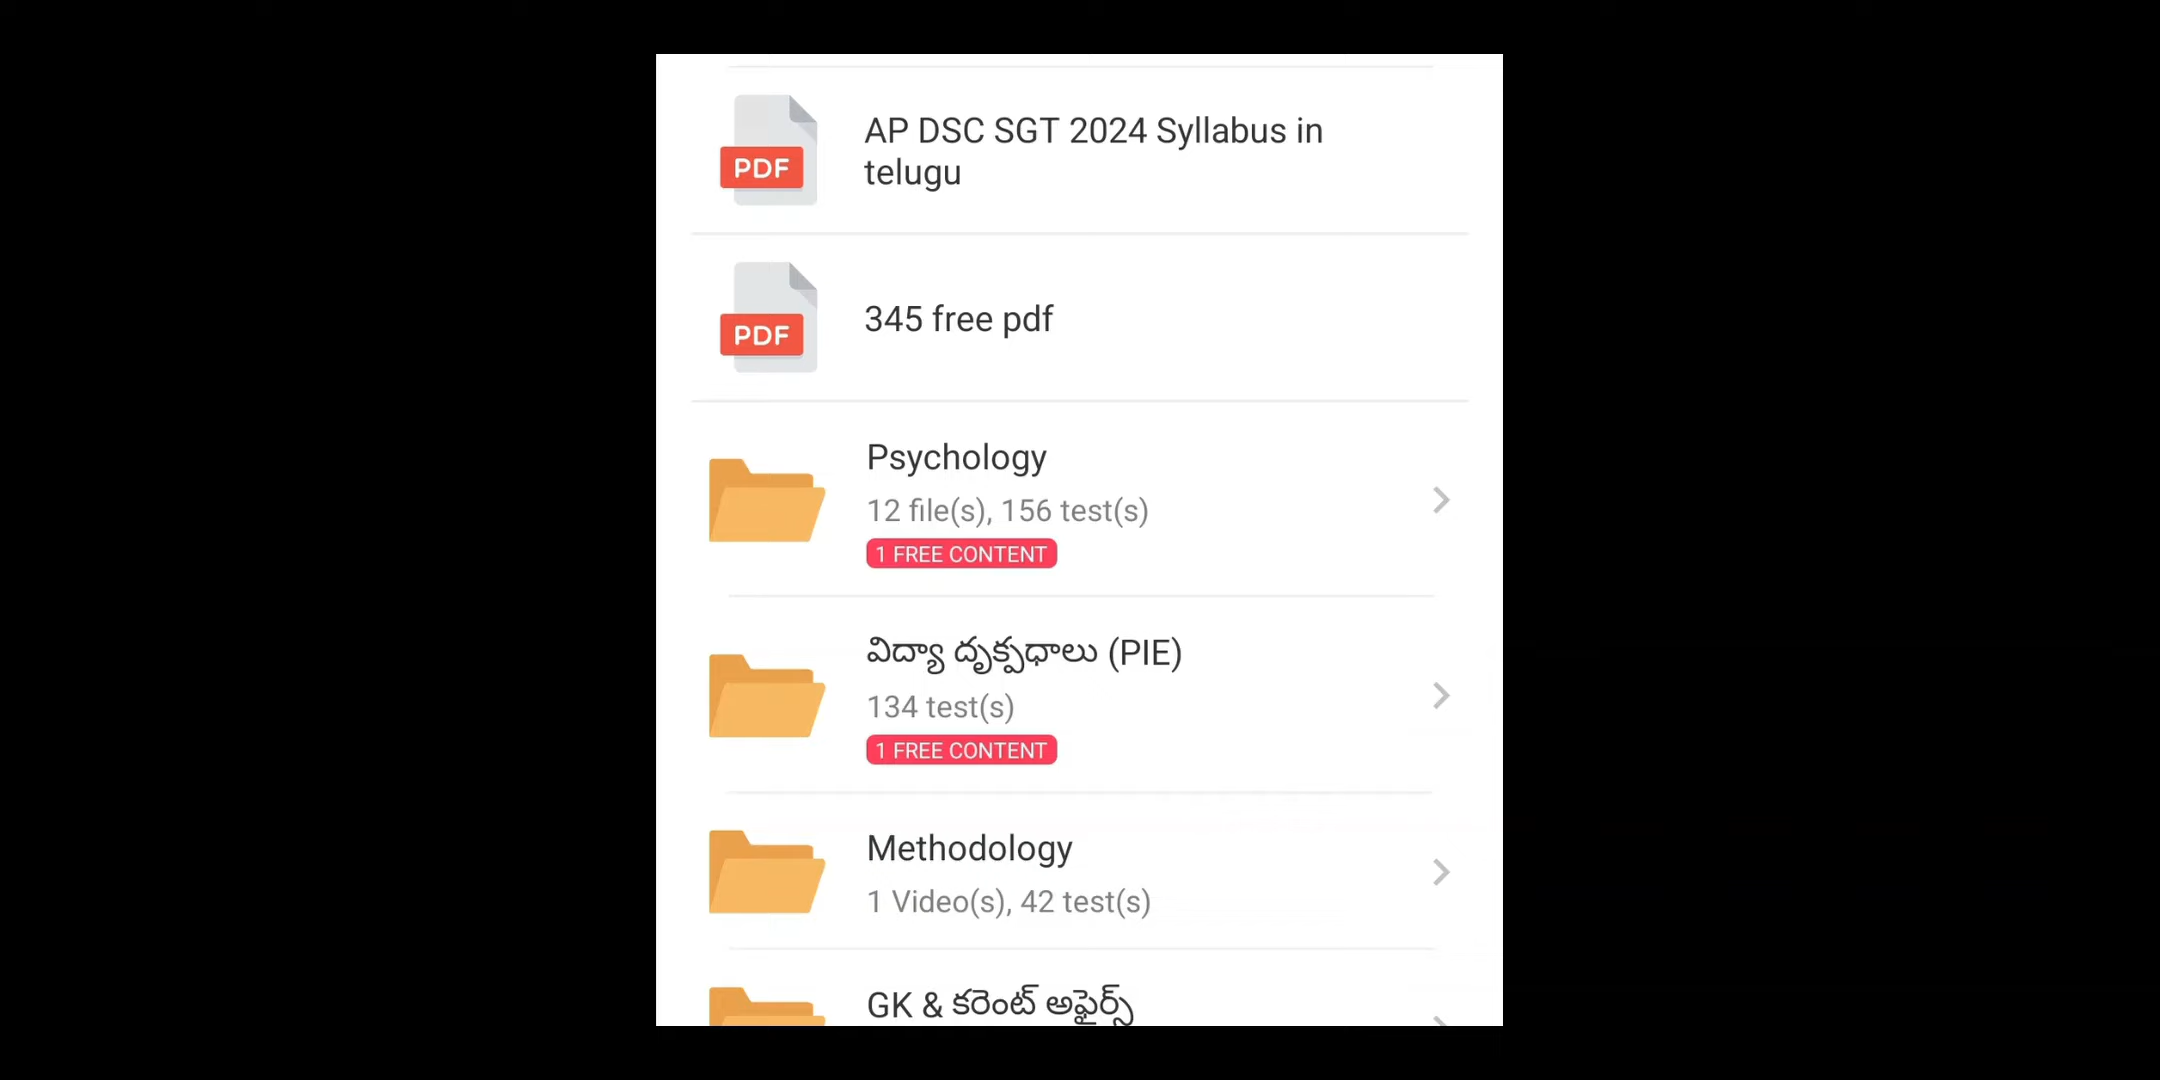 PDF
AP DSC SGT 2024 Syllabus in
telugu
PDF
345 free pdf
Psychology
12 file(s), 156 test(s)
1 FREE CONTENT
విద్యా దృక్పధాలు (PIE)
134 test(s)
1 FREE CONTENT
Methodology
1 Video(s), 42 test(s)
GK & కరెంట్ అఫైర్స్